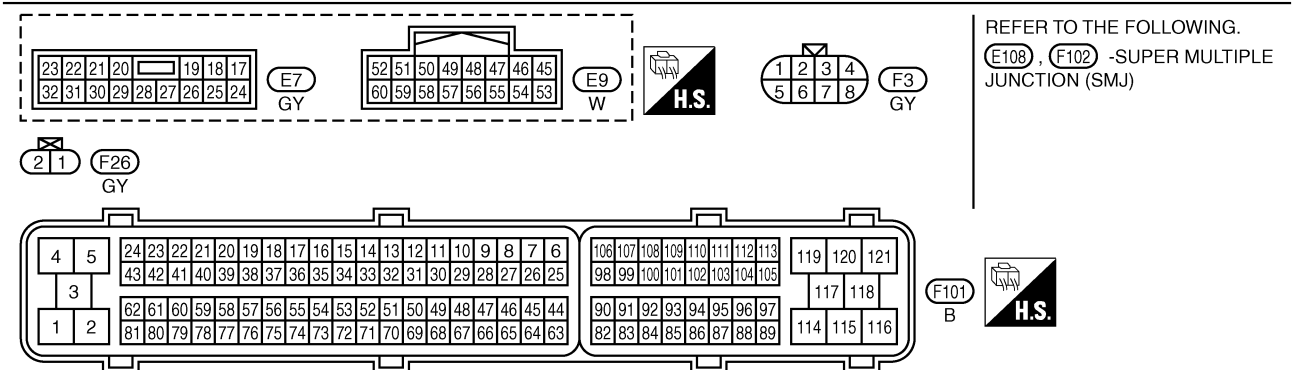 23 22 21 20 19 18 17
32 31 30 29 28 27 26 25 24
E7
GY
52 51 50 49 48 47 46 45
60 59 58 57 56 55 54 53
E9
W
H.S.
1 2 3 4
5 6 7 8
F3
GY
REFER TO THE FOLLOWING.
E108 , F102 -SUPER MULTIPLE
JUNCTION (SMJ)
2 1
F26
GY
4 5
3
1 2
24 23 22 21 20 19 18 17 16 15 14 13 12 11 10 9 8 7 6
43 42 41 40 39 38 37 36 35 34 33 32 31 30 29 28 27 26 25
62 61 60 59 58 57 56 55 54 53 52 51 50 49 48 47 46 45 44
81 80 79 78 77 76 75 74 73 72 71 70 69 68 67 66 65 64 63
106 107 108 109 110 111 112 113
98 99 100 101 102 103 104 105
90 91 92 93 94 95 96 97
82 83 84 85 86 87 88 89
119 120 121
117 118
114 115 116
F101
B
H.S.